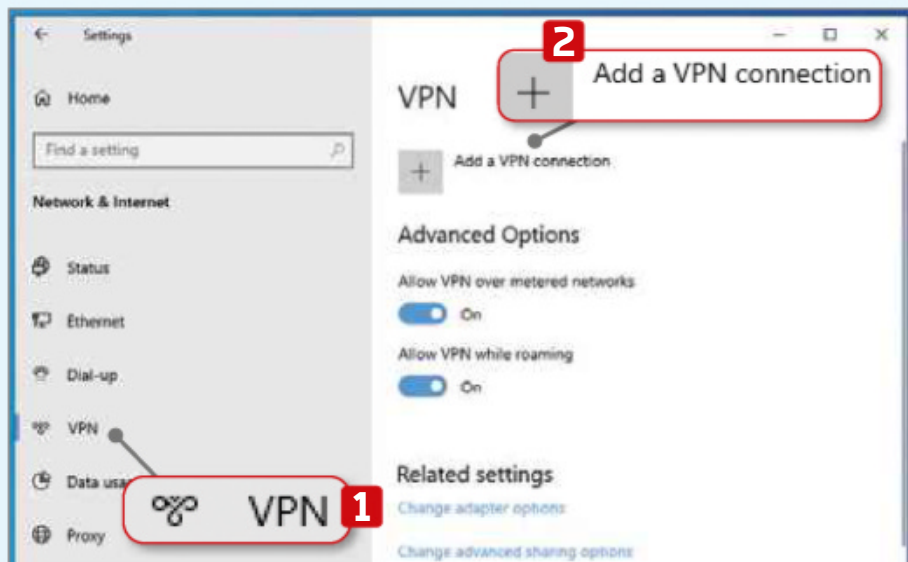 Settings
Home
Find a setting
Network & Internet
Status
Ethernet
Dial-up
VPN
Data usa
Proxy
VPN 1
2
Add a VPN connection
VPN
Add a VPN connection
Advanced Options
Allow VPN over metered networks
On
Allow VPN while roaming
On
Related settings
Change adapter options
Change advanced sharing options